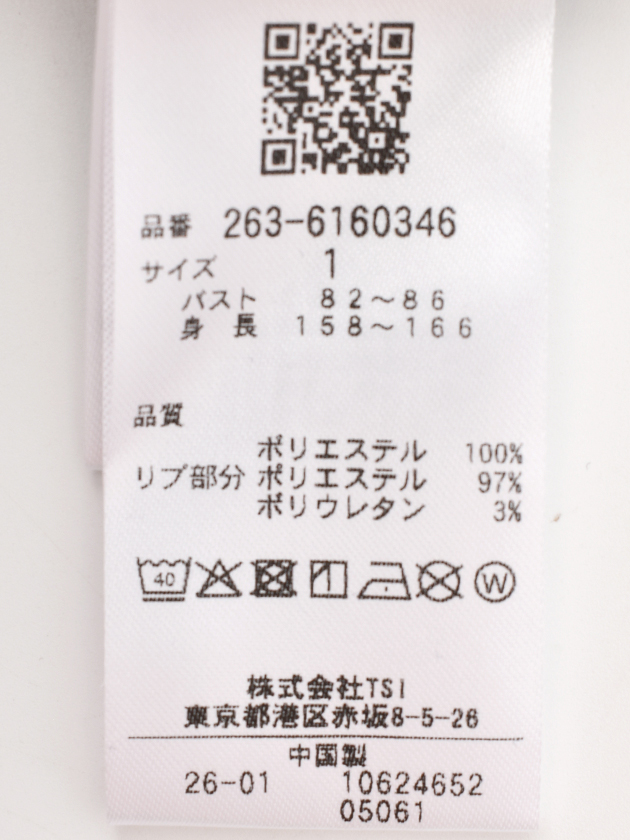 品番 263-6160346
サイズ 1
バスト 82～86
身長 158～166
品質
ポリエステル 100%
リブ部分 ポリエステル 97%
ポリウレタン 3%
40 W
株式会社TSI
東京都港区赤坂8-5-26
中国製
26-01 10624652
05061